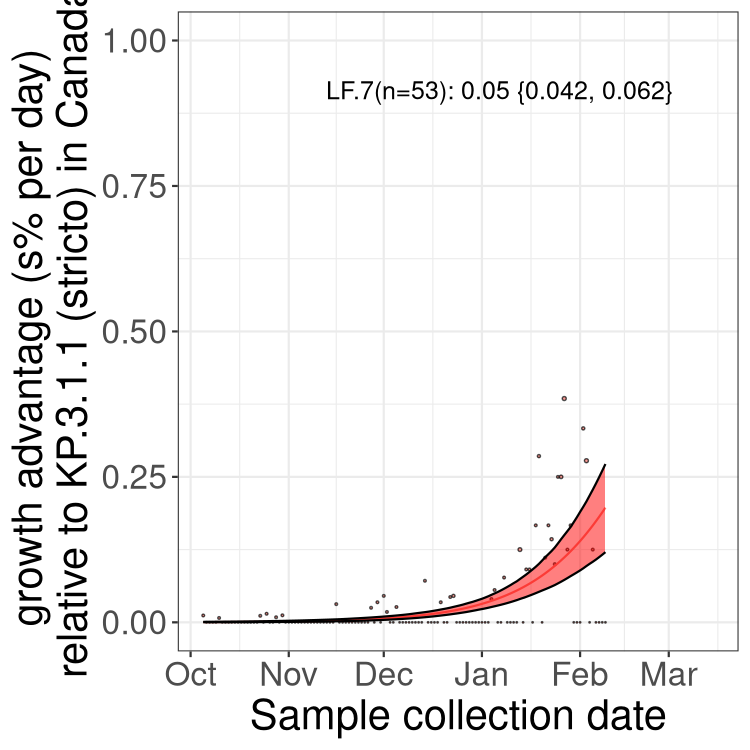 growth advantage (s% per day)
relative to KP.3.1.1 (stricto) in Canada
1.00
0.75
0.50
0.25
0.00
LF.7(n=53): 0.05 {0.042, 0.062}
Oct Nov Dec Jan Feb Mar
Sample collection date